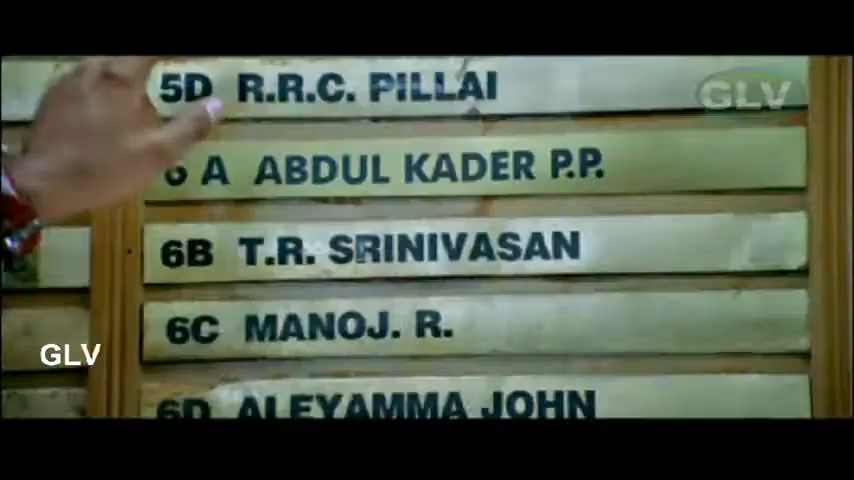 5D R.R.C. PILLAI
GLV
6 A ABDUL KADER P.P.
6B T.R. SRINIVASAN
6C MANOJ. R.
GLV
6D ALEYAMMA JOHN